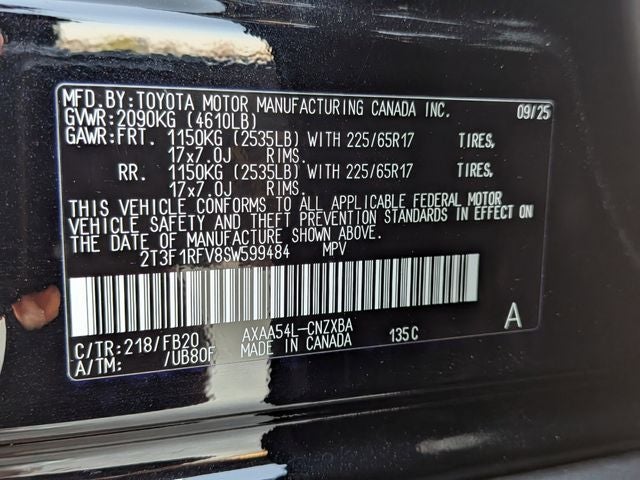 MFD.BY:TOYOTA MOTOR MANUFACTURING CANADA INC. 09/25
GVWR:2090KG (4610LB)
GAWR:FRT. 1150KG (2535LB) WITH 225/65R17 TIRES,
17x7.0J RIMS.
RR. 1150KG (2535LB) WITH 225/65R17 TIRES,
17x7.0J RIMS.
THIS VEHICLE CONFORMS TO ALL APPLICABLE FEDERAL MOTOR
VEHICLE SAFETY AND THEFT PREVENTION STANDARDS IN EFFECT ON
THE DATE OF MANUFACTURE SHOWN ABOVE.
2T3F1RFV8SW599484 MPV
C/TR:218/FB20 AXAA54L-CNZXBA 135C A
A/TM: /UB80F MADE IN CANADA